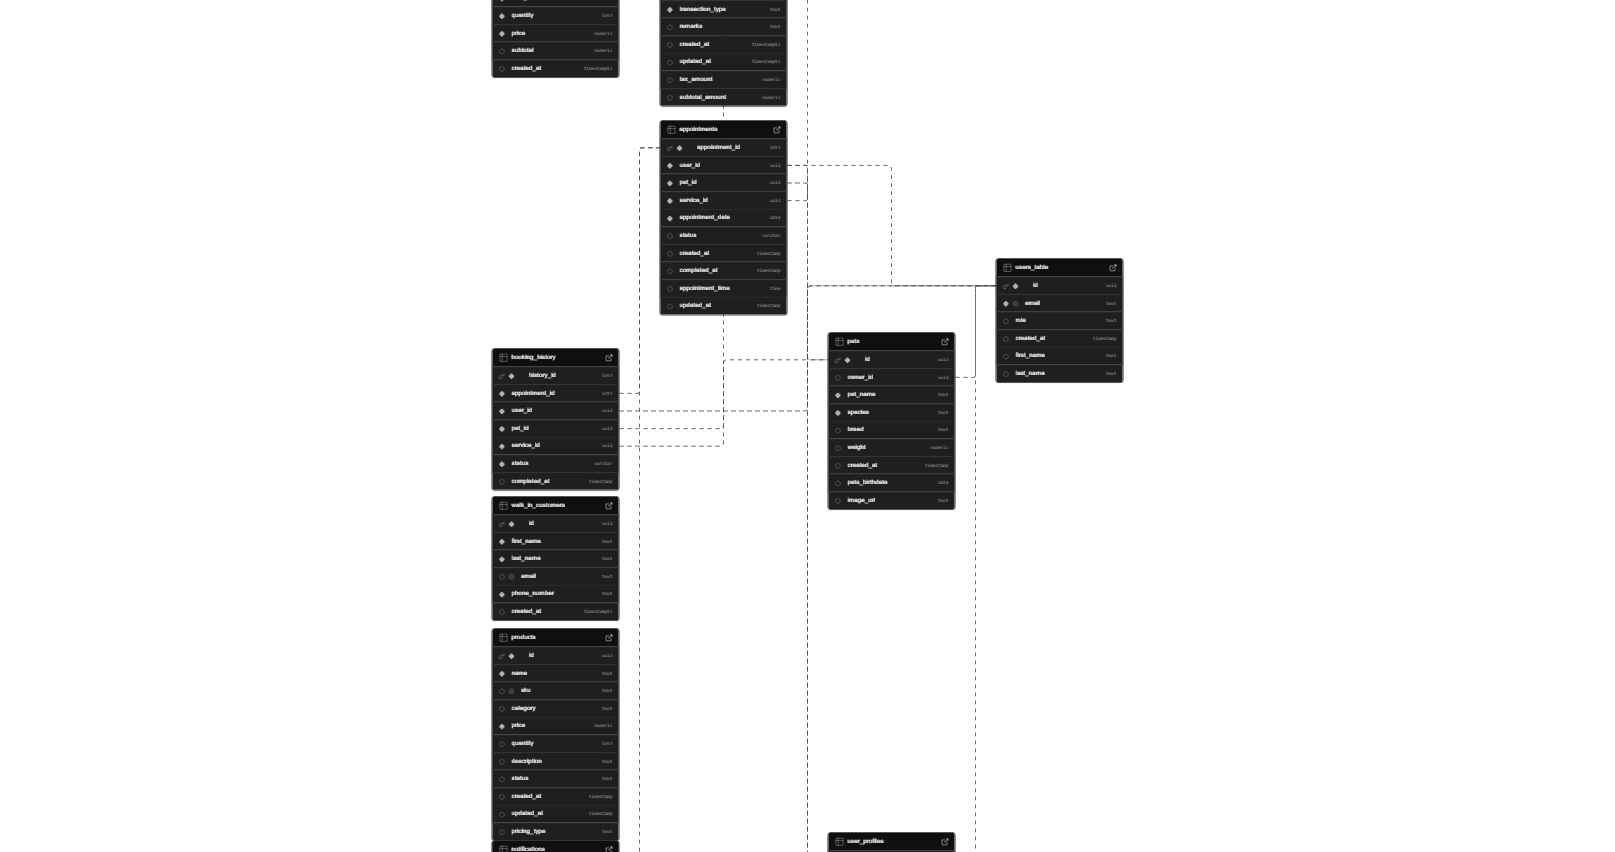 quantity int4
price numeric
subtotal numeric
created_at timestamptz
transaction_type text
remarks text
created_at timestamptz
updated_at timestamptz
tax_amount numeric
subtotal_amount numeric
appointments
appointment_id int4
user_id uuid
pet_id uuid
service_id uuid
appointment_date date
status varchar
created_at timestamp
completed_at timestamp
appointment_time time
updated_at timestamp
users_table
id uuid
email text
role text
created_at timestamp
first_name text
last_name text
pets
id uuid
owner_id uuid
pet_name text
species text
breed text
weight numeric
created_at timestamp
pets_birthdate date
image_url text
booking_history
history_id int4
appointment_id int4
user_id uuid
pet_id uuid
service_id uuid
status varchar
completed_at timestamp
walk_in_customers
id uuid
first_name text
last_name text
email text
phone_number text
created_at timestamptz
products
id uuid
name text
sku text
category text
price numeric
quantity int4
description text
status text
created_at timestamp
updated_at timestamp
pricing_type text
notifications
user_profiles